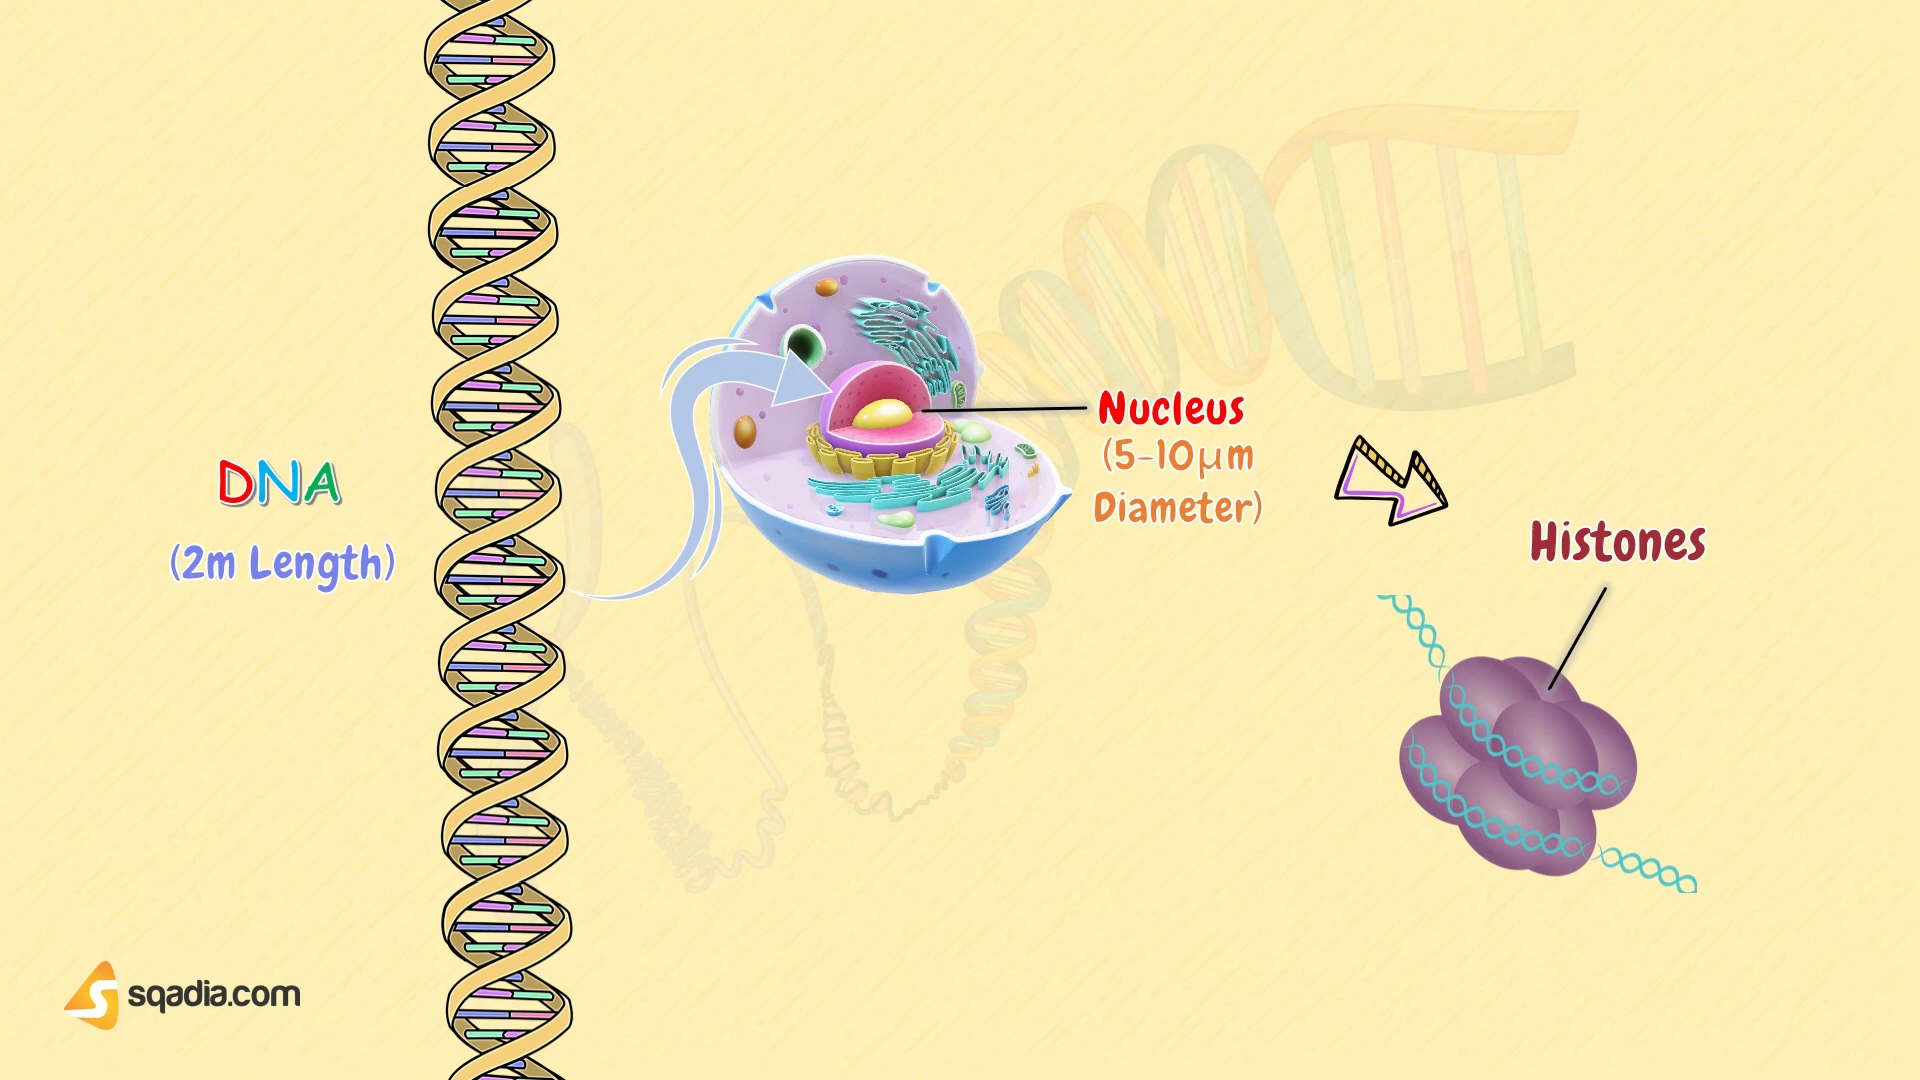 DNA
(2m Length)
Nucleus
(5-10μm
Diameter)
Histones
sqadia.com